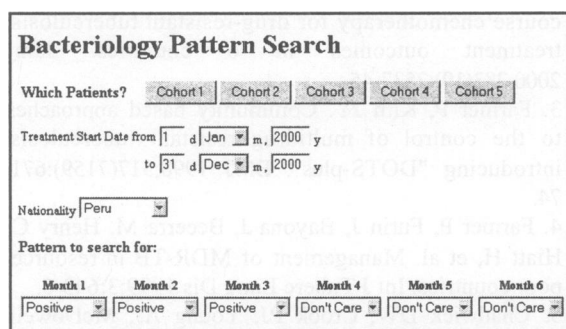 Bacteriology Pattern Search
Which Patients? Cohort 1 Cohort 2 Cohort 3 Cohort 4 Cohort 5
Treatment Start Date from 1 d Jan m, 2000 y
to 31 d Dec m, 2000 y
Nationality Peru
Pattern to search for:
Month 1 Month 2 Month 3 Month 4 Month 5 Month 6
Positive Positive Positive Don't Care Don't Care Don't Care